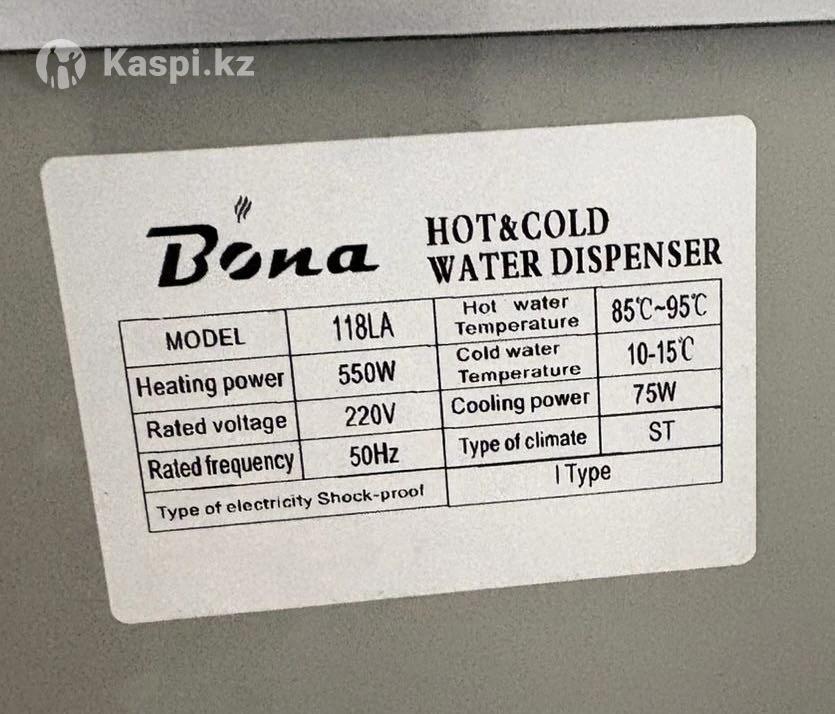 Kaspi.kz
Bona
HOT&COLD
WATER DISPENSER
MODEL 118LA
Hot water
Temperature 85℃~95℃
Heating power 550W
Cold water
Temperature 10-15℃
Rated voltage 220V
Cooling power 75W
Rated frequency 50Hz
Type of climate ST
Type of electricity Shock-proof I Type